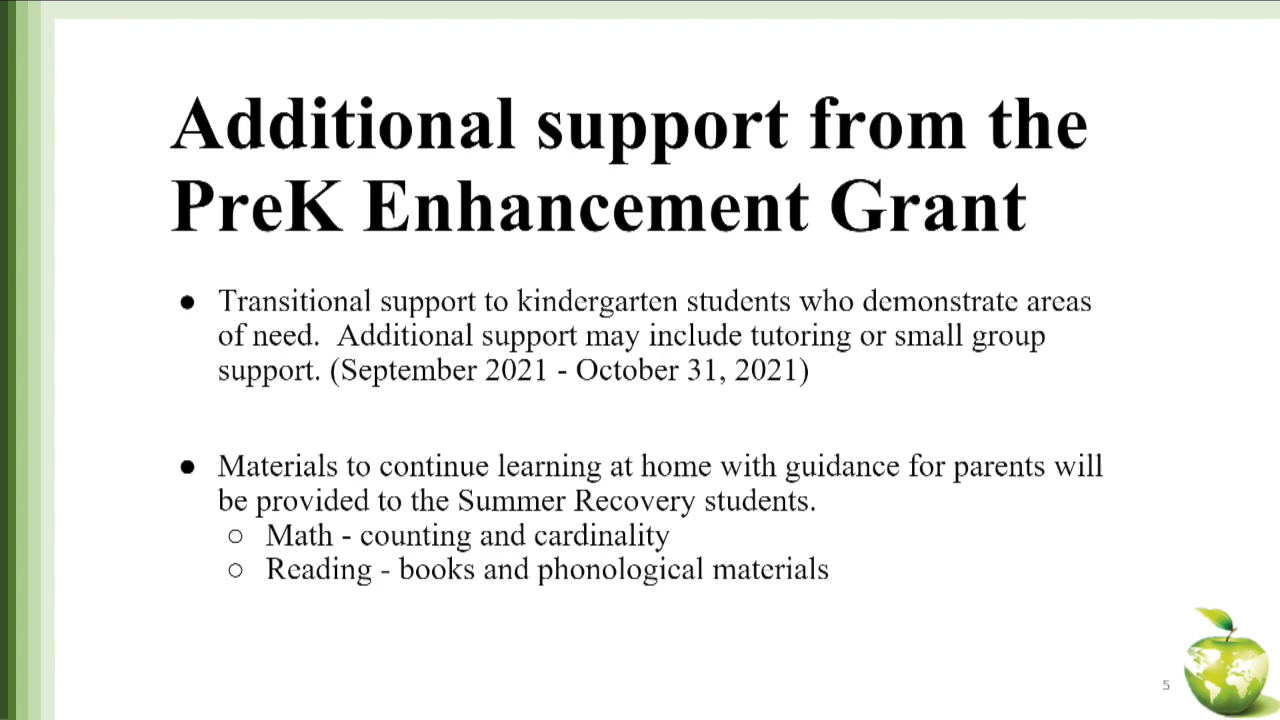 Additional support from the
PreK Enhancement Grant
● Transitional support to kindergarten students who demonstrate areas
of need.  Additional support may include tutoring or small group
support. (September 2021 - October 31, 2021)
● Materials to continue learning at home with guidance for parents will
be provided to the Summer Recovery students.
○ Math - counting and cardinality
○ Reading - books and phonological materials
5